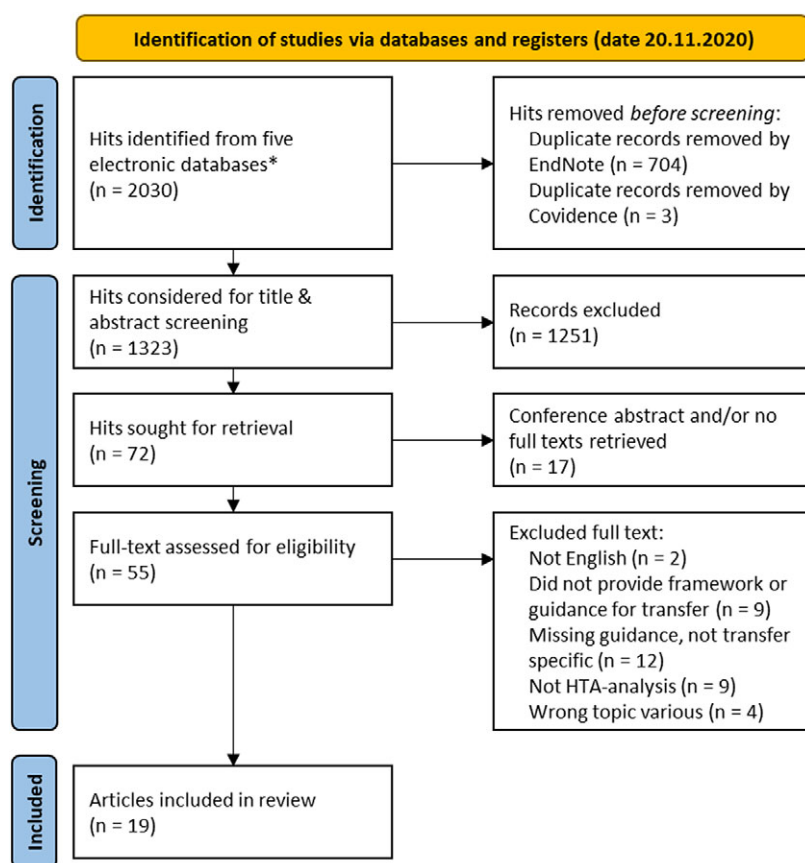 Identification of studies via databases and registers (date 20.11.2020)
Identification
Hits identified from five
electronic databases*
(n = 2030)
Hits removed before screening:
Duplicate records removed by
EndNote (n = 704)
Duplicate records removed by
Covidence (n = 3)
Screening
Hits considered for title &
abstract screening
(n = 1323)
Records excluded
(n = 1251)
Hits sought for retrieval
(n = 72)
Conference abstract and/or no
full texts retrieved
(n = 17)
Full-text assessed for eligibility
(n = 55)
Excluded full text:
Not English (n = 2)
Did not provide framework or
guidance for transfer (n = 9)
Missing guidance, not transfer
specific (n = 12)
Not HTA-analysis (n = 9)
Wrong topic various (n = 4)
Included
Articles included in review
(n = 19)